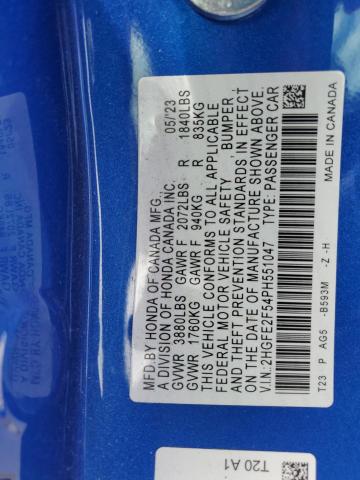 MFD.BY HONDA OF CANADA MFG. 05/'23
A DIVISION OF HONDA CANADA INC.
GVWR 3880LBS GAWR F 2072LBS R 1840LBS
GVWR 1760KG GAWR F 940KG R 835KG
THIS VEHICLE CONFORMS TO ALL APPLICABLE
FEDERAL MOTOR VEHICLE SAFETY BUMPER
AND THEFT PREVENTION STANDARDS IN EFFECT
ON THE DATE OF MANUFACTURE SHOWN ABOVE.
V.I.N:2HGFE2F54PH551047 TYPE: PASSENGER CAR
T23 P AG5 -B593M -Z -H MADE IN CANADA
T20 A1